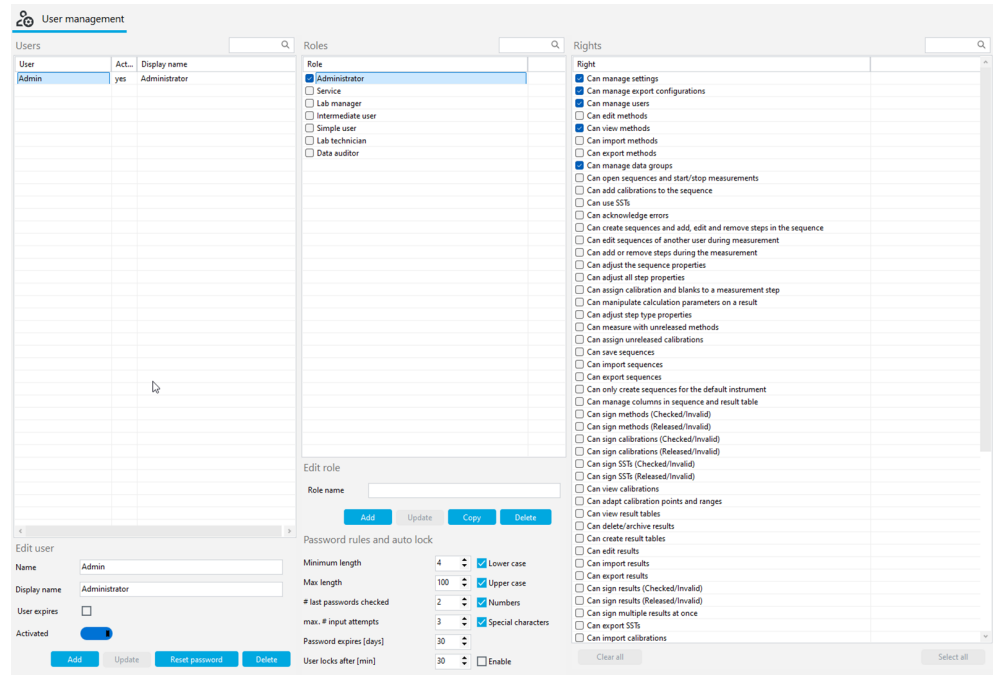 User management
Users
User Act... Display name
Admin yes Administrator
Edit user
Name Admin
Display name Administrator
User expires
Activated
Add Update Reset password Delete
Roles
Role
Administrator
Service
Lab manager
Intermediate user
Simple user
Lab technician
Data auditor
Edit role
Role name
Add Update Copy Delete
Password rules and auto lock
Minimum length 4 Lower case
Max length 100 Upper case
# last passwords checked 2 Numbers
max. # input attempts 3 Special characters
Password expires [days] 30
User locks after [min] 30 Enable
Rights
Right
Can manage settings
Can manage export configurations
Can manage users
Can edit methods
Can view methods
Can import methods
Can export methods
Can manage data groups
Can open sequences and start/stop measurements
Can add calibrations to the sequence
Can use SSTs
Can acknowledge errors
Can create sequences and add, edit and remove steps in the sequence
Can edit sequences of another user during measurement
Can add or remove steps during the measurement
Can adjust the sequence properties
Can adjust all step properties
Can assign calibration and blanks to a measurement step
Can manipulate calculation parameters on a result
Can adjust step type properties
Can measure with unreleased methods
Can assign unreleased calibrations
Can save sequences
Can import sequences
Can export sequences
Can only create sequences for the default instrument
Can manage columns in sequence and result table
Can sign methods (Checked/Invalid)
Can sign methods (Released/Invalid)
Can sign calibrations (Checked/Invalid)
Can sign calibrations (Released/Invalid)
Can sign SSTs (Checked/Invalid)
Can sign SSTs (Released/Invalid)
Can view calibrations
Can adapt calibration points and ranges
Can view result tables
Can delete/archive results
Can create result tables
Can edit results
Can import results
Can export results
Can sign results (Checked/Invalid)
Can sign results (Released/Invalid)
Can sign multiple results at once
Can export SSTs
Can import calibrations
Clear all Select all